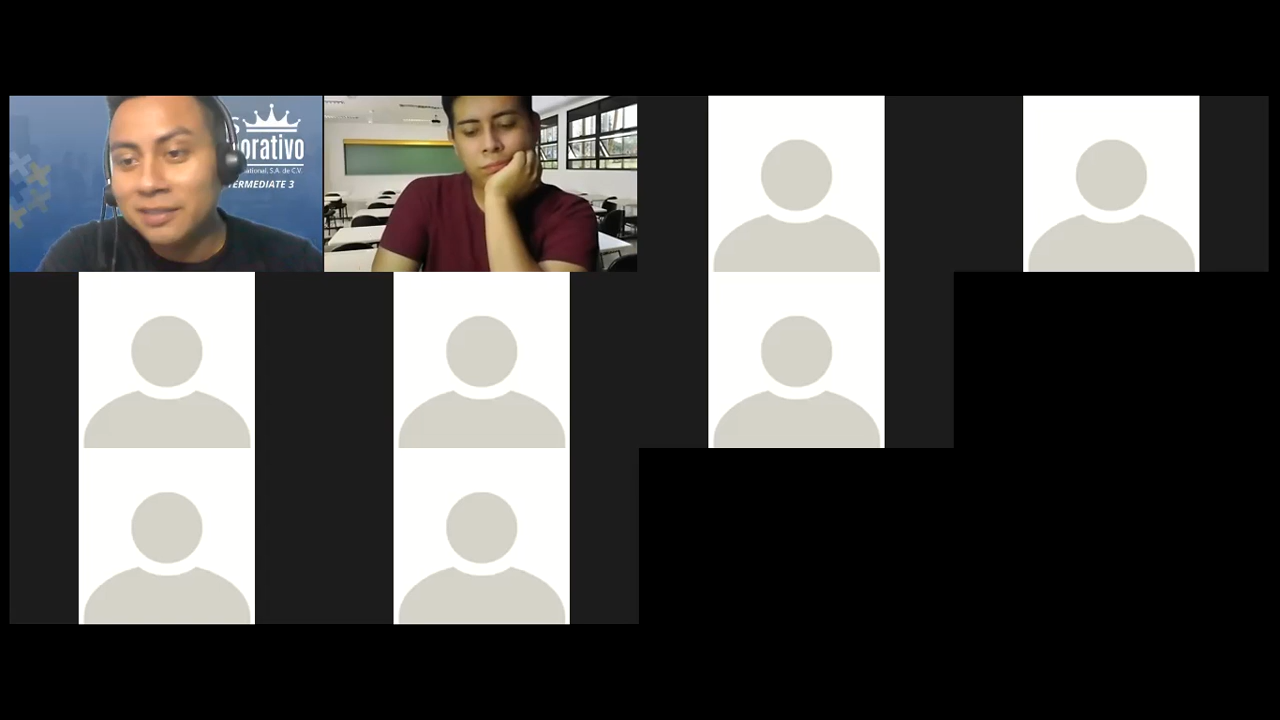 S
orativo
ational, S.A. de C.V.
TERMEDIATE 3